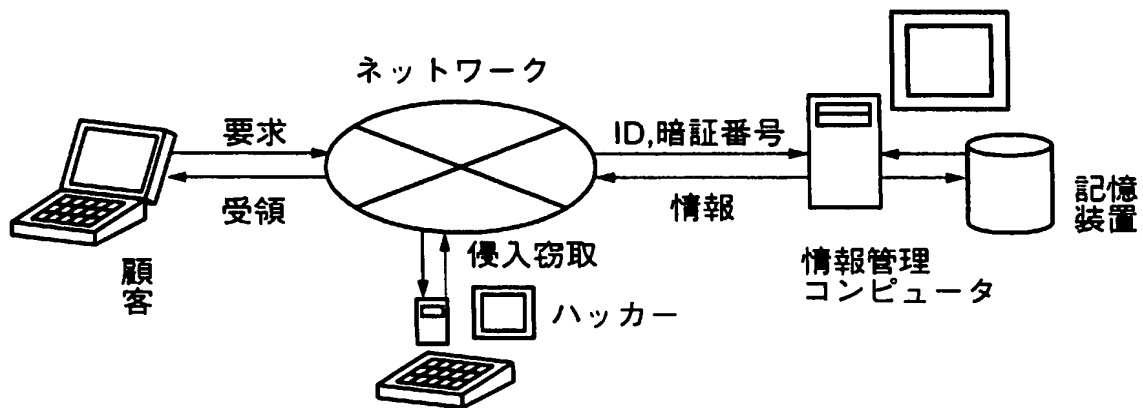 ネットワーク
要求
ID,暗証番号
受領
情報
記憶
装置
顧
客
侵入窃取
情報管理
コンピュータ
ハッカー